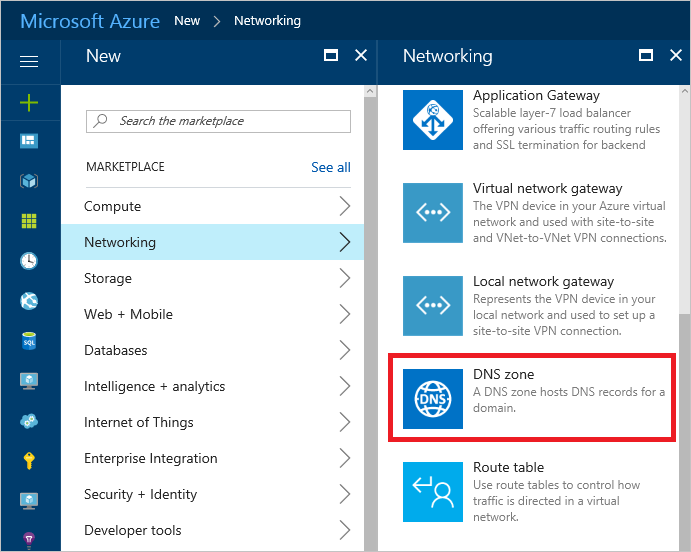 Microsoft Azure New > Networking
New
Search the marketplace
MARKETPLACE See all
Compute
Networking
Storage
Web + Mobile
Databases
Intelligence + analytics
Internet of Things
Enterprise Integration
Security + Identity
Developer tools
SQL
Networking
Application Gateway
Scalable layer-7 load balancer
offering various traffic routing rules
and SSL termination for backend
Virtual network gateway
The VPN device in your Azure virtual
network and used with site-to-site
and VNet-to-VNet VPN connections.
Local network gateway
Represents the VPN device in your
local network and used to set up a
site-to-site VPN connection.
DNS
DNS zone
A DNS zone hosts DNS records for a
domain.
Route table
Use route tables to control how
traffic is directed in a virtual
network.